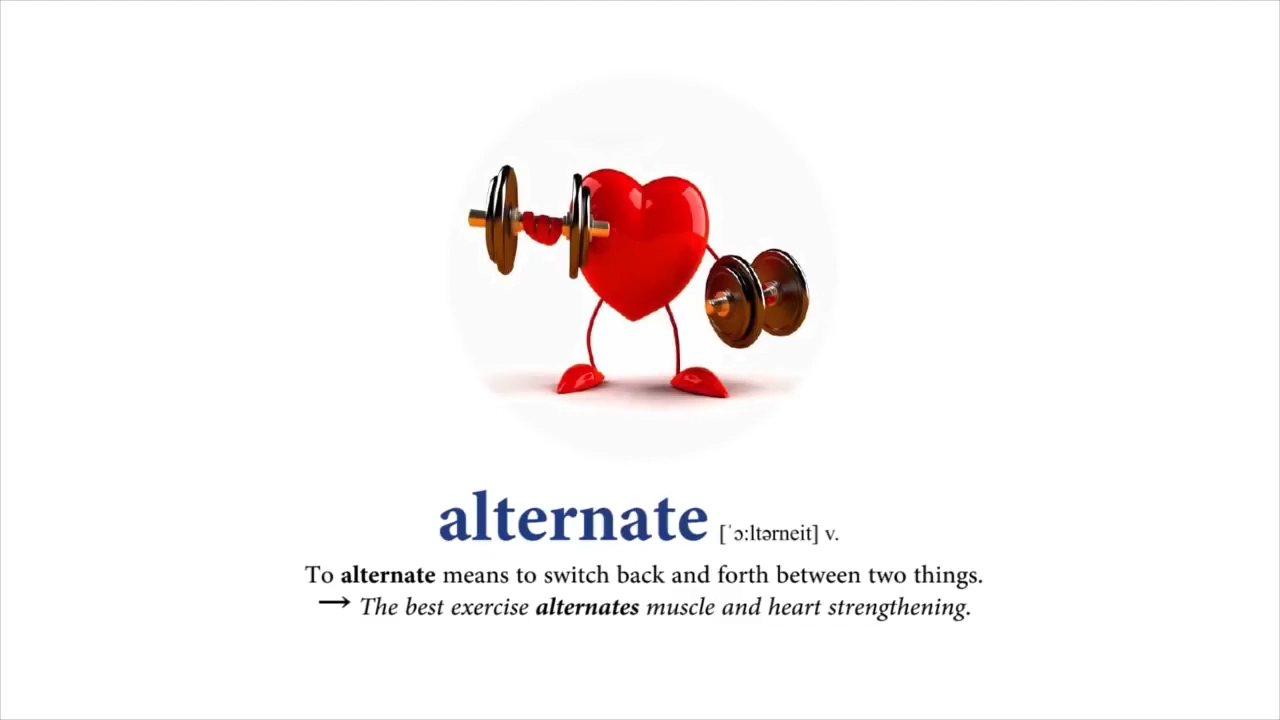 alternate [ˈɔ:ltərneit] v.
To alternate means to switch back and forth between two things.
→ The best exercise alternates muscle and heart strengthening.